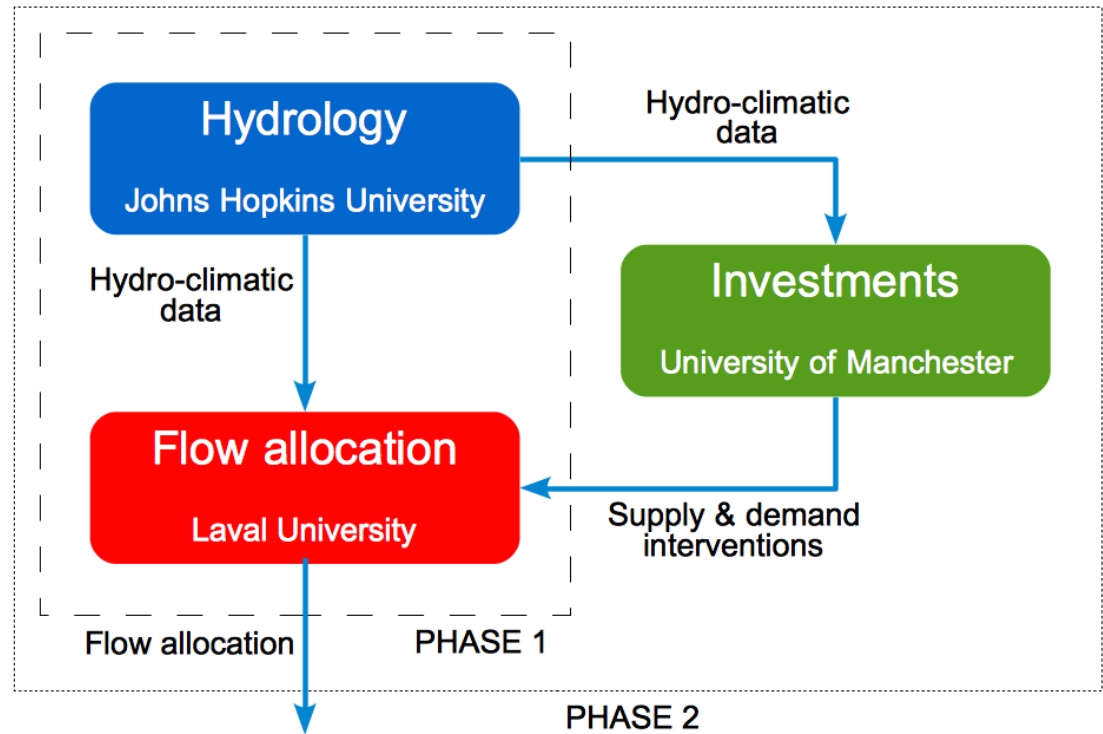 Hydrology
Johns Hopkins University
Hydro-climatic
data
Hydro-climatic
data
Investments
University of Manchester
Flow allocation
Laval University
Supply & demand
interventions
Flow allocation
PHASE 1
PHASE 2